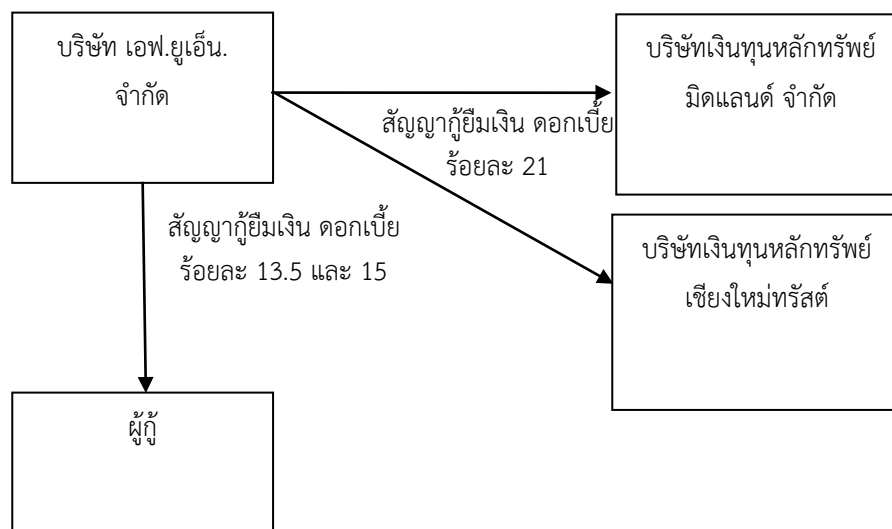 บริษัท เอฟ.ยูเอ็น.
จำกัด
บริษัทเงินทุนหลักทรัพย์
มิดแลนด์ จำกัด
สัญญากู้ยืมเงิน ดอกเบี้ย
ร้อยละ 21
สัญญากู้ยืมเงิน ดอกเบี้ย
ร้อยละ 13.5 และ 15
บริษัทเงินทุนหลักทรัพย์
เชียงใหม่ทรัสต์
ผู้กู้